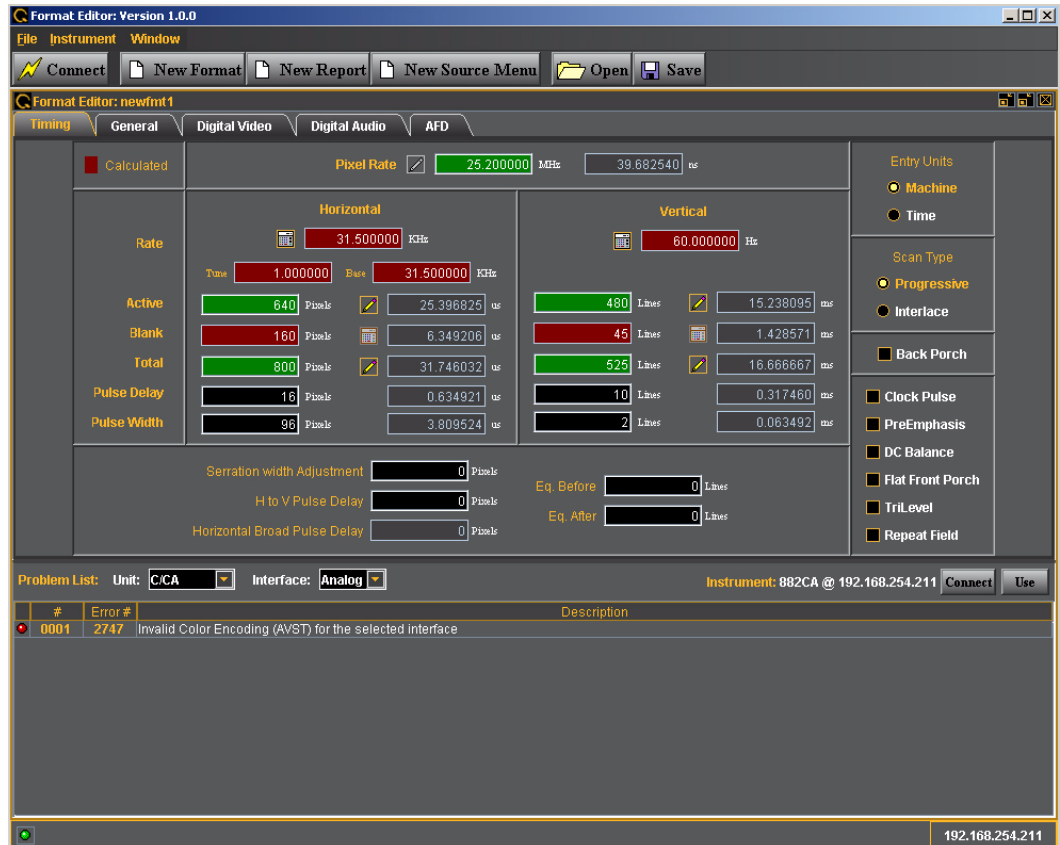 Format Editor: Version 1.0.0
File Instrument Window
Connect New Format New Report New Source Menu Open Save
Format Editor: newfmt1
Timing General Digital Video Digital Audio AFD
Calculated
Pixel Rate 25.200000 MHz 39.682540 ns
Entry Units
Machine
Time
Horizontal Vertical
Rate 31.500000 KHz 60.000000 Hz
Tune 1.000000 Base 31.500000 KHz
Scan Type
Progressive
Interlace
Active 640 Pixels 25.396825 us 480 Lines 15.238095 ms
Blank 160 Pixels 6.349206 us 45 Lines 1.428571 ms
Total 800 Pixels 31.746032 us 525 Lines 16.666667 ms
Pulse Delay 16 Pixels 0.634921 us 10 Lines 0.317460 ms
Pulse Width 96 Pixels 3.809524 us 2 Lines 0.063492 ms
Back Porch
Clock Pulse
PreEmphasis
DC Balance
Flat Front Porch
TriLevel
Repeat Field
Serration width Adjustment 0 Pixels
H to V Pulse Delay 0 Pixels
Horizontal Broad Pulse Delay 0 Pixels
Eq. Before 0 Lines
Eq. After 0 Lines
Problem List: Unit: C/CA Interface: Analog Instrument: 882CA @ 192.168.254.211 Connect Use
# Error # Description
0001 2747 Invalid Color Encoding (AVST) for the selected interface
192.168.254.211